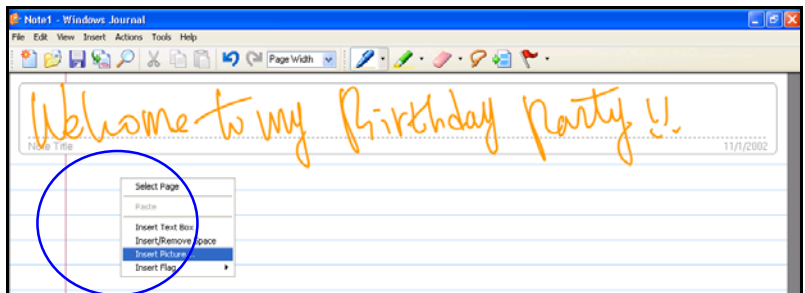 Note1 - Windows Journal
File Edit View Insert Actions Tools Help
Page Width
Welcome to my Birthday Party!!
Note Title 11/1/2002
Select Page
Paste
Insert Text Box
Insert/Remove Space
Insert Picture...
Insert Flag